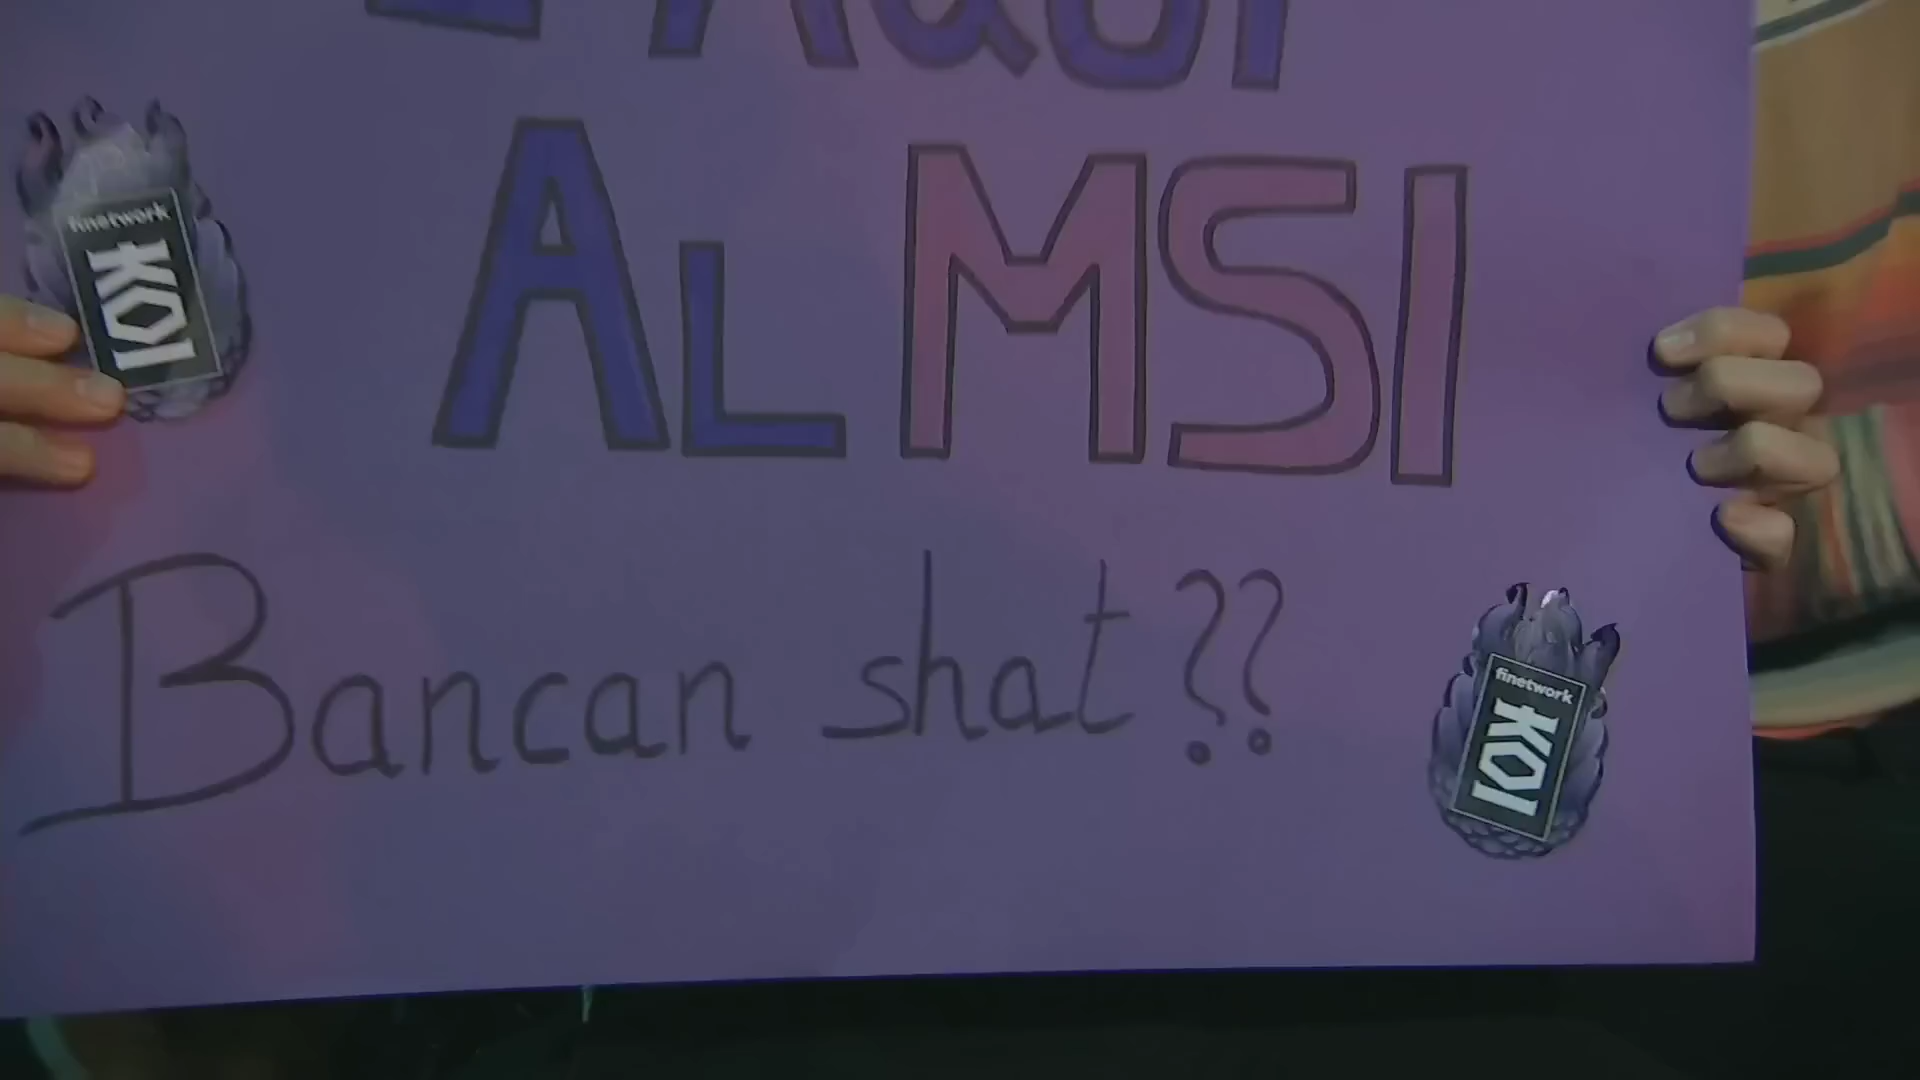 AL MSI
Bancan shat??
finetwork
KOI
finetwork
KOI